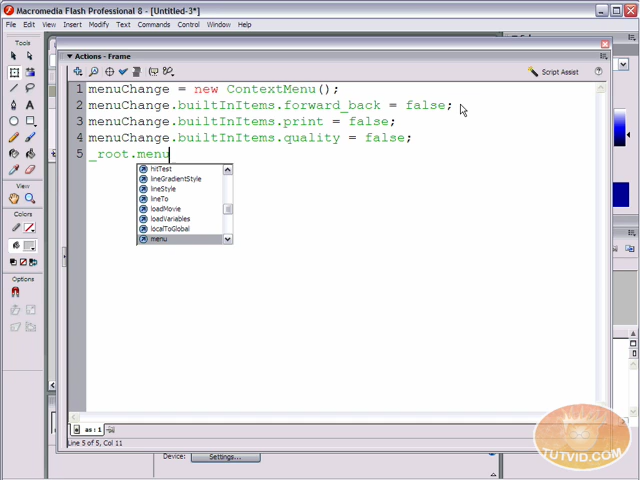 Macromedia Flash Professional 8 - [Untitled-3*]
File Edit View Insert Modify Text Commands Control Window Help
Tools
View
Colors
Options
Actions - Frame
Script Assist
1 menuChange = new ContextMenu();
2 menuChange.builtInItems.forward_back = false;
3 menuChange.builtInItems.print = false;
4 menuChange.builtInItems.quality = false;
5 _root.menu
hitTest
lineGradientStyle
lineStyle
lineTo
loadMovie
loadVariables
localToGlobal
menu
as : 1
Line 5 of 5, Col 11
Device: Settings...
TUTVID.COM